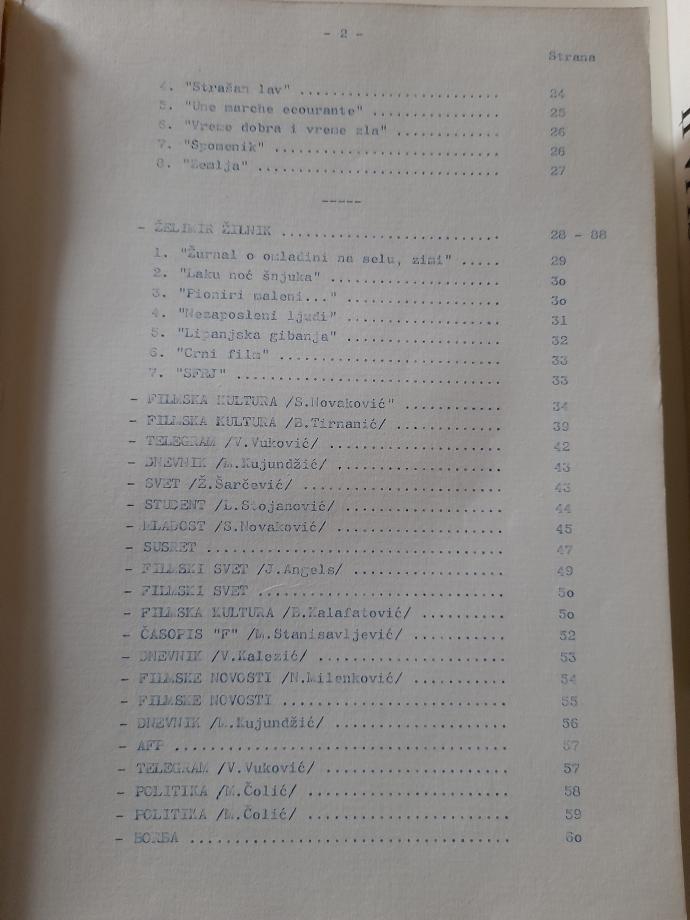 - 2 -
Strana
4. "Strašan lav" ......................... 24
5. "Une marche ecourante" ................ 25
6. "Vreme dobra i vreme zla" ............. 26
7. "Spomenik" ............................ 26
8. "Zemlja" .............................. 27
-----
- ŽELIMIR ŽILNIK ........................... 28 - 88
1. "Žurnal o omladini na selu, zimi" ..... 29
2. "Laku noć šnjuka" ..................... 3o
3. "Pioniri maleni..." ................... 3o
4. "Nezaposleni ljudi" ................... 31
5. "Lipanjska gibanja" ................... 32
6. "Crni film" ........................... 33
7. "SFRJ" ................................ 33
- FILMSKA KULTURA /S.Novaković" ............ 34
- FILMSKA KULTURA /B.Tirnanić/ ............. 39
- TELEGRAM /V.Vuković/ ..................... 42
- DNEVNIK /M.Kujundžić/ .................... 43
- SVET /Ž.Šarčević/ ........................ 43
- STUDENT /L.Stojanović/ ................... 44
- MLADOST /S.Novaković/ .................... 45
- SUSRET ................................... 47
- FILMSKI SVET /J.Angels/ .................. 49
- FILMSKI SVET ............................. 5o
- FILMSKA KULTURA /B.Kalafatović/ .......... 5o
- ČASOPIS "F" /M.Stanisavljević/ ........... 52
- DNEVNIK /V.Kalezić/ ...................... 53
- FILMSKE NOVOSTI /N.Milenković/ ........... 54
- FILMSKE NOVOSTI .......................... 55
- DNEVNIK /M.Kujundžić/ .................... 56
- AFP ...................................... 57
- TELEGRAM /V.Vuković/ ..................... 57
- POLITIKA /M.Čolić/ ....................... 58
- POLITIKA /M.Čolić/ ....................... 59
- BORBA .................................... 6o